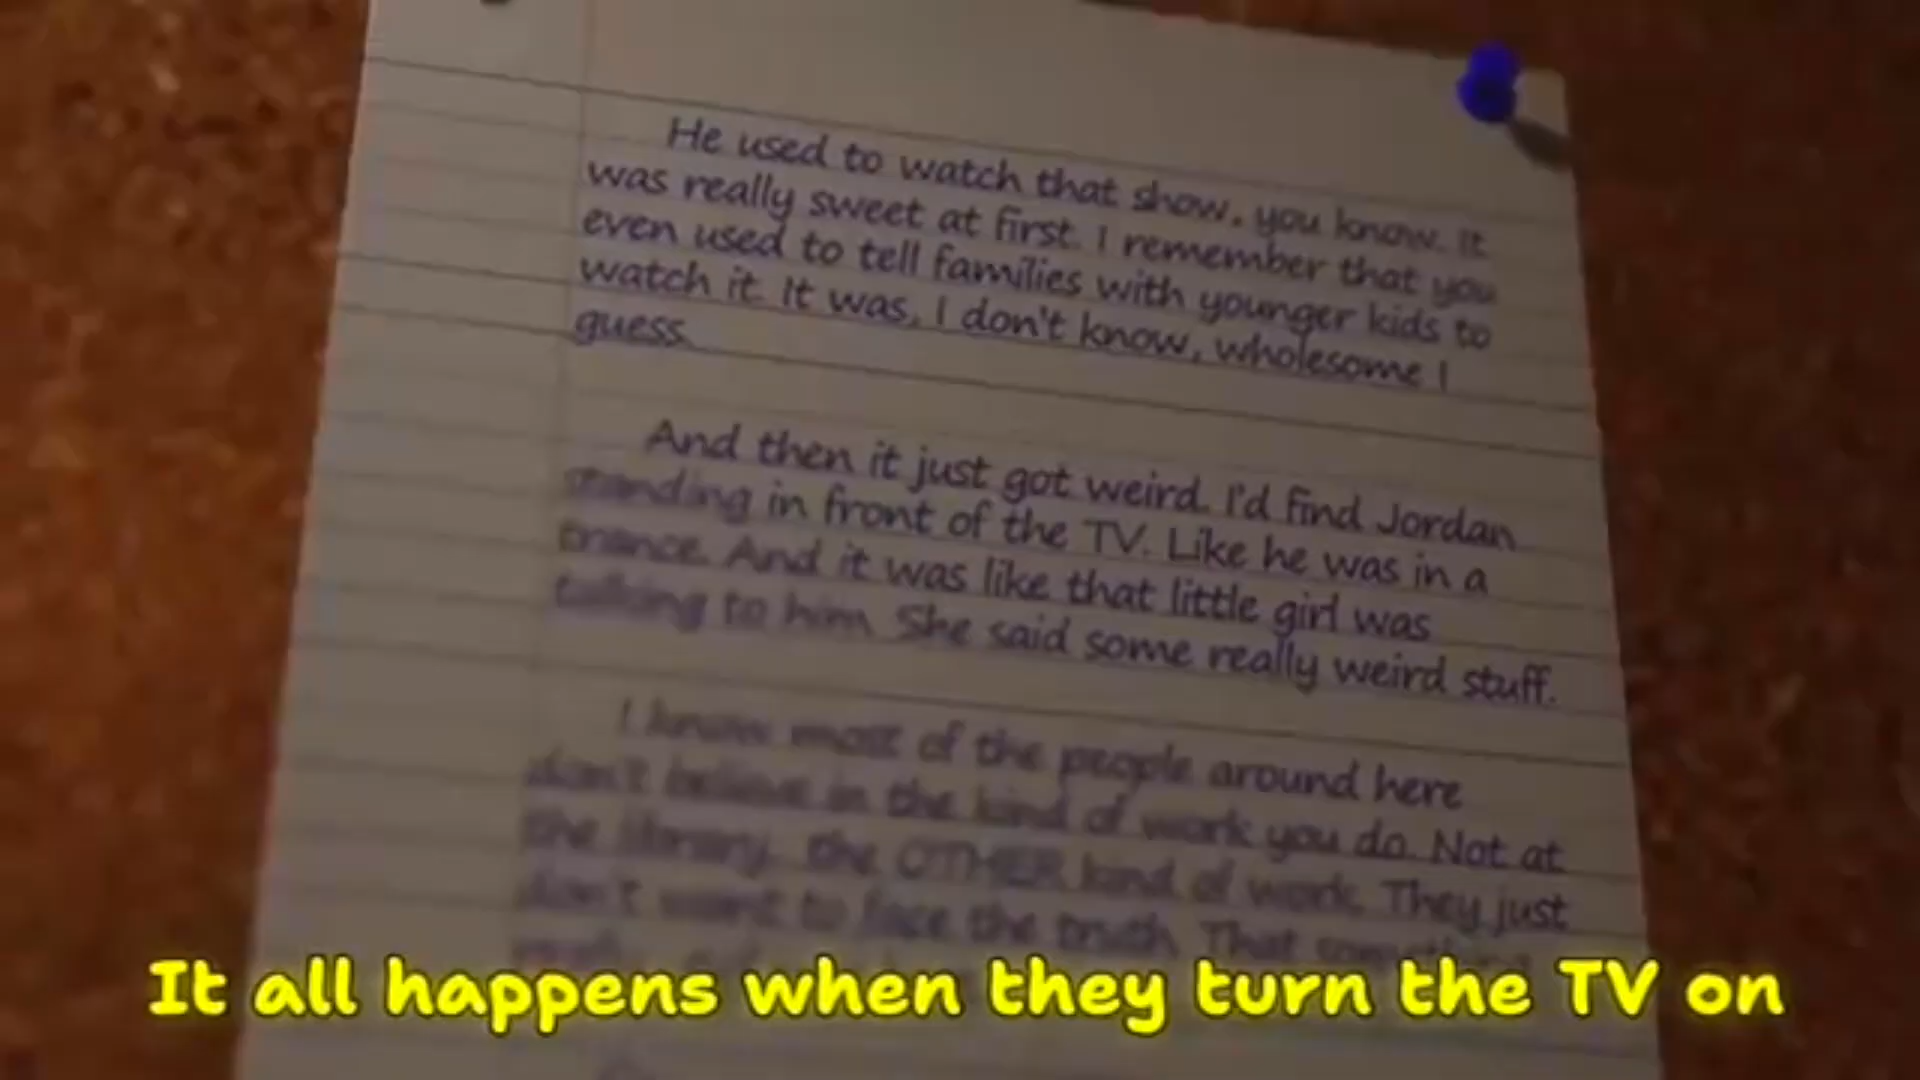 He used to watch that show, you know. It
was really sweet at first. I remember that you
even used to tell families with younger kids to
watch it. It was, I don't know, wholesome I
guess.
And then it just got weird. I'd find Jordan
standing in front of the TV. Like he was in a
trance. And it was like that little girl was
talking to him. She said some really weird stuff.
I know most of the people around here
don't believe in the kind of work you do. Not at
the library, the OTHER kind of work. They just
don't want to face the truth. That something
It all happens when they turn the TV on